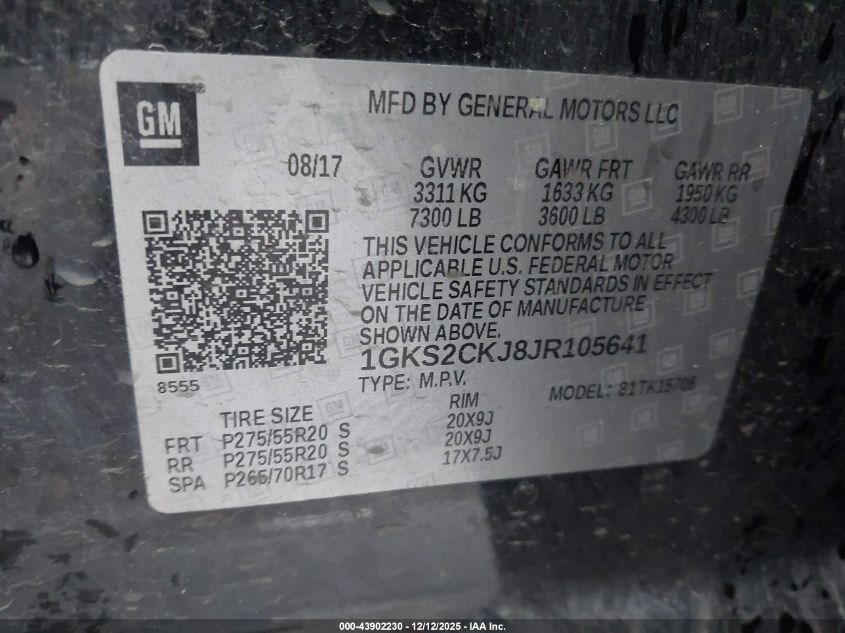 GM
MFD BY GENERAL MOTORS LLC
08/17 GVWR GAWR FRT GAWR RR
3311 KG 1633 KG 1950 KG
7300 LB 3600 LB 4300 LB
THIS VEHICLE CONFORMS TO ALL
APPLICABLE U.S. FEDERAL MOTOR
VEHICLE SAFETY STANDARDS IN EFFECT
ON THE DATE OF MANUFACTURE
SHOWN ABOVE.
1GKS2CKJ8JR105641
8555
TYPE: M.P.V. MODEL: 81TK15706
TIRE SIZE RIM
FRT P275/55R20 S 20X9J
RR P275/55R20 S 20X9J
SPA P265/70R17 S 17X7.5J
000-43902230 - 12/12/2025 - IAA Inc.